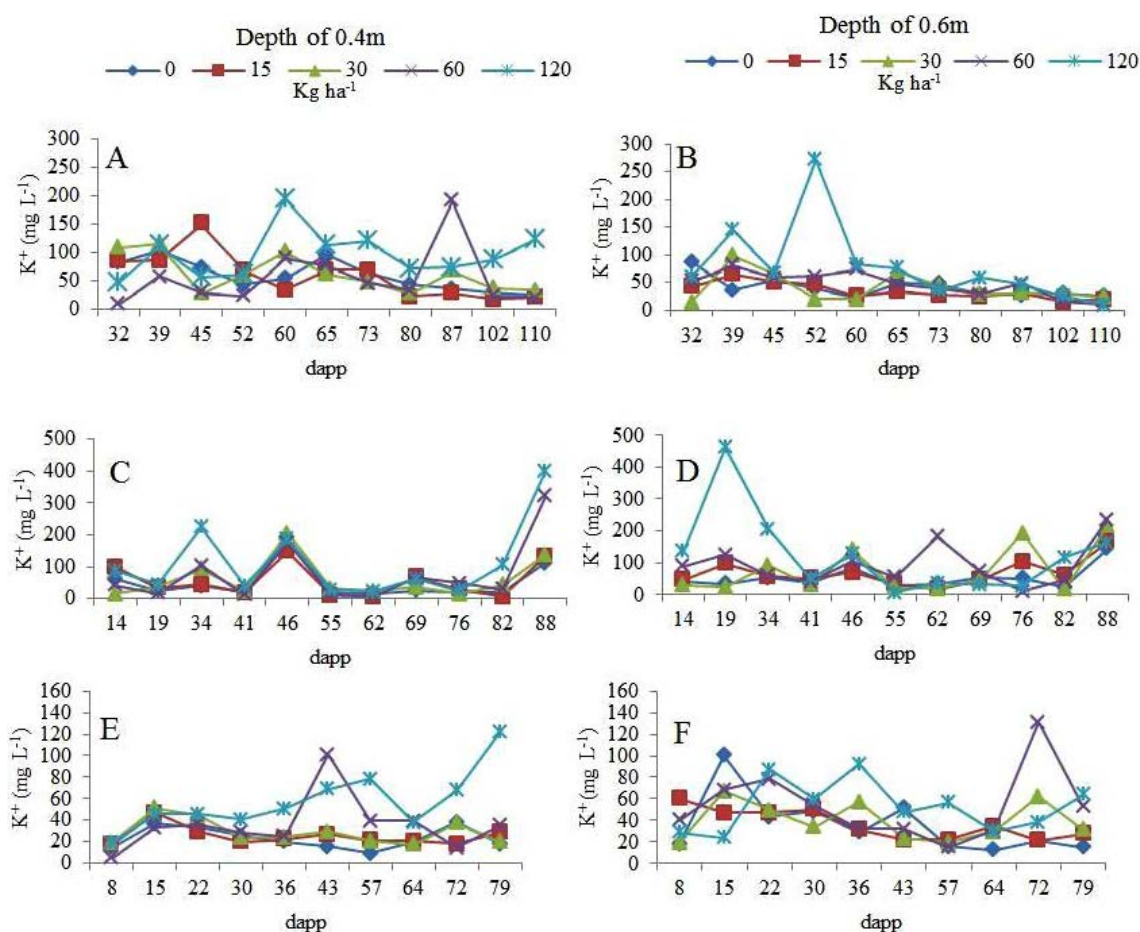 Depth of 0.4m
0 15 30 60 120
Kg ha⁻¹
Depth of 0.6m
0 15 30 60 120
Kg ha⁻¹
A
K⁺ (mg L⁻¹)
300
250
200
150
100
50
0
32 39 45 52 60 65 73 80 87 102 110
dapp
B
K⁺ (mg L⁻¹)
300
250
200
150
100
50
0
32 39 45 52 60 65 73 80 87 102 110
dapp
C
K⁺ (mg L⁻¹)
500
400
300
200
100
0
14 19 34 41 46 55 62 69 76 82 88
dapp
D
K⁺ (mg L⁻¹)
500
400
300
200
100
0
14 19 34 41 46 55 62 69 76 82 88
dapp
E
K⁺ (mg L⁻¹)
160
140
120
100
80
60
40
20
0
8 15 22 30 36 43 57 64 72 79
dapp
F
K⁺ (mg L⁻¹)
160
140
120
100
80
60
40
20
0
8 15 22 30 36 43 57 64 72 79
dapp